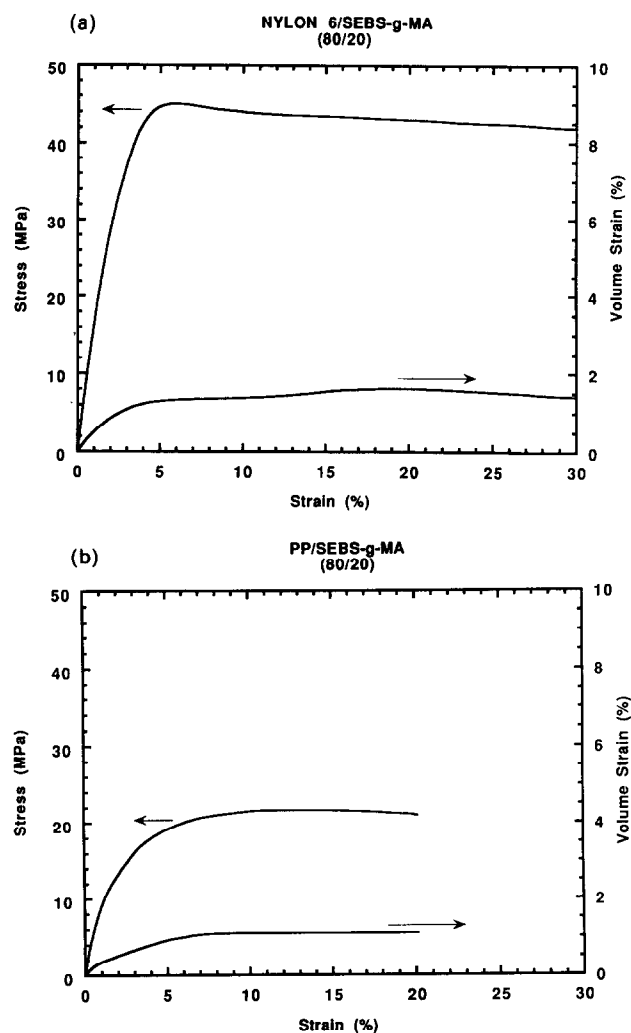 (a)
NYLON 6/SEBS-g-MA
(80/20)
50
40
30
20
10
0
Stress (MPa)
10
8
6
4
2
0
Volume Strain (%)
0 5 10 15 20 25 30
Strain (%)
(b)
PP/SEBS-g-MA
(80/20)
50
40
30
20
10
0
Stress (MPa)
10
8
6
4
2
0
Volume Strain (%)
0 5 10 15 20 25 30
Strain (%)